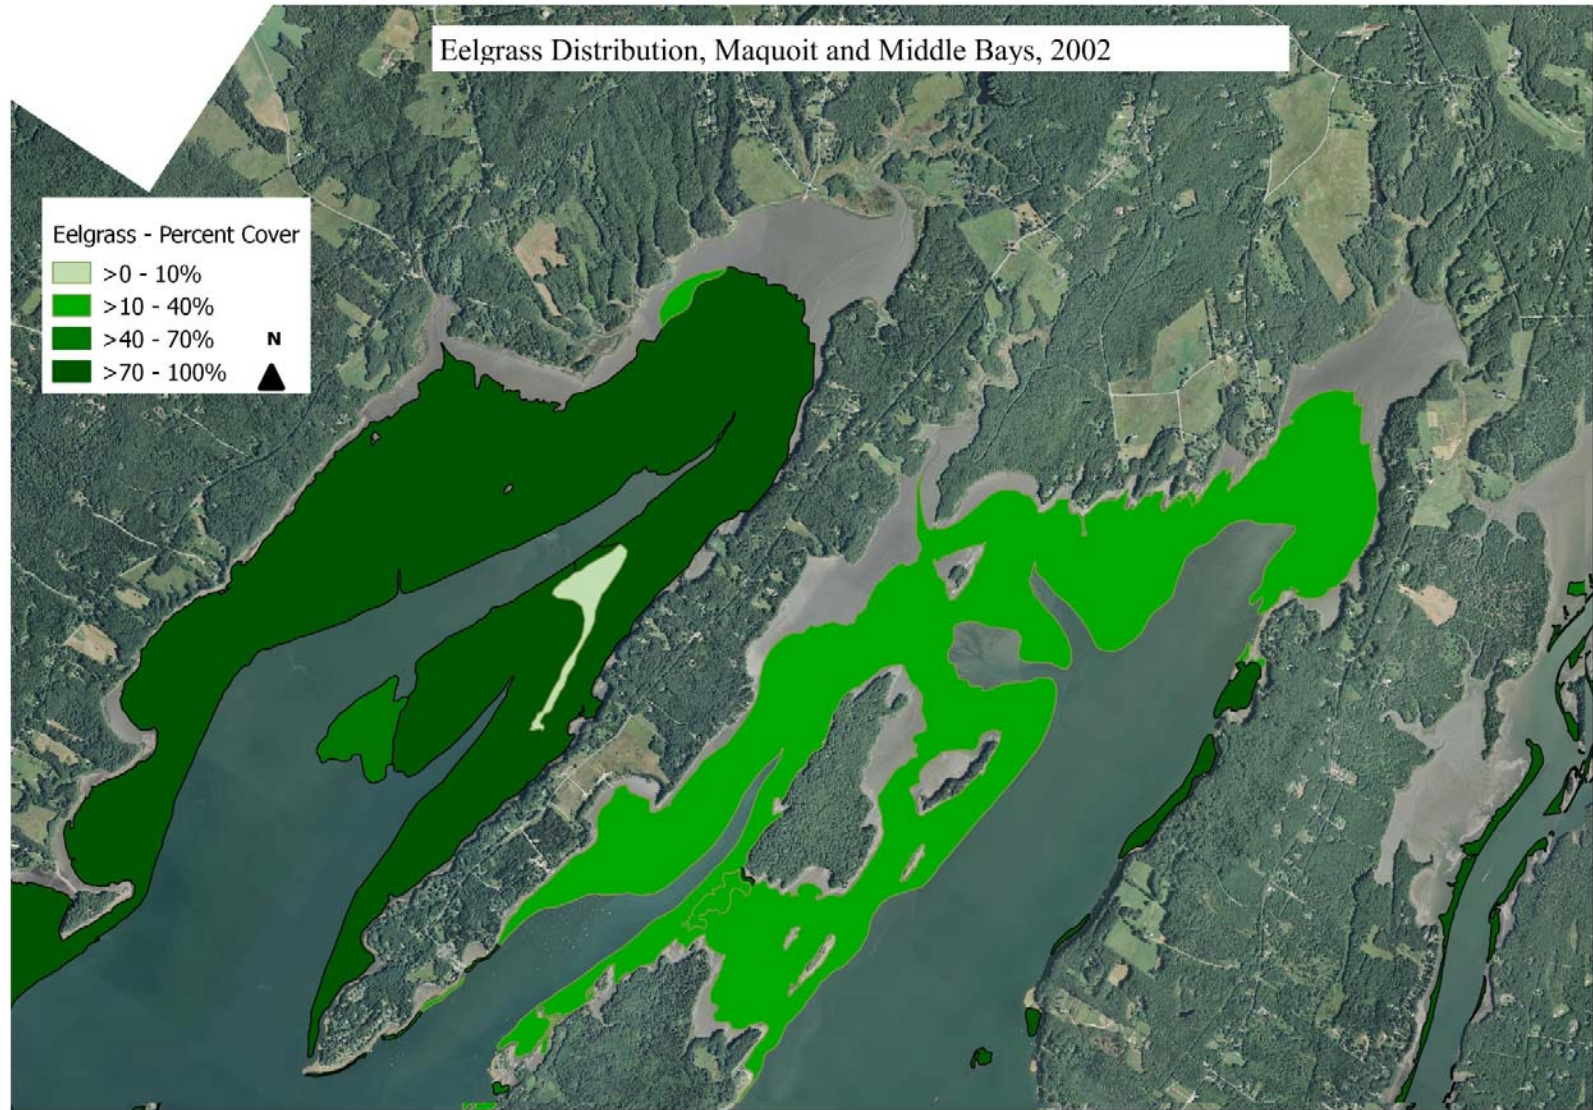 Eelgrass Distribution, Maquoit and Middle Bays, 2002
Eelgrass - Percent Cover
>0 - 10%
>10 - 40%
>40 - 70%
N
>70 - 100%